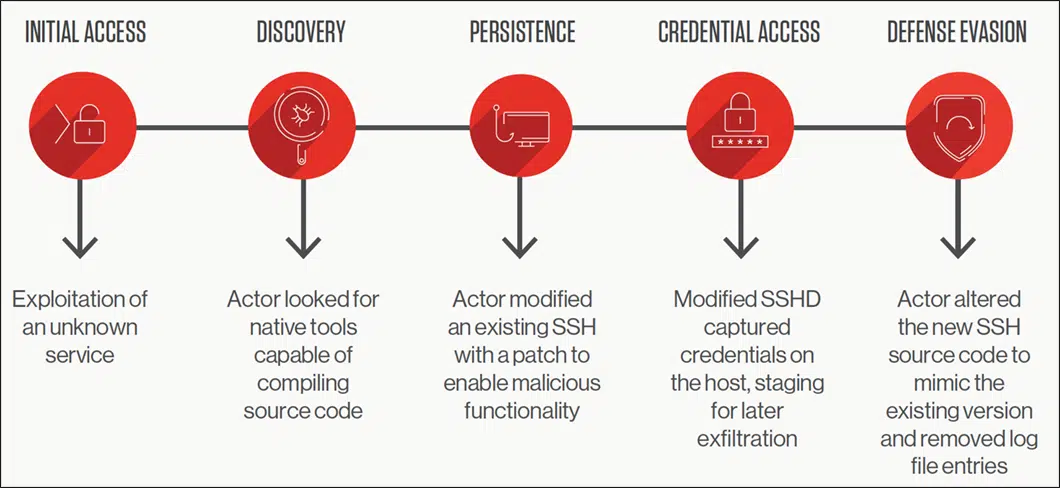 INITIAL ACCESS
DISCOVERY
PERSISTENCE
CREDENTIAL ACCESS
DEFENSE EVASION
*****
Exploitation of
an unknown
service
Actor looked for
native tools
capable of
compiling
source code
Actor modified
an existing SSH
with a patch to
enable malicious
functionality
Modified SSHD
captured
credentials on
the host, staging
for later
exfiltration
Actor altered
the new SSH
source code to
mimic the
existing version
and removed log
file entries